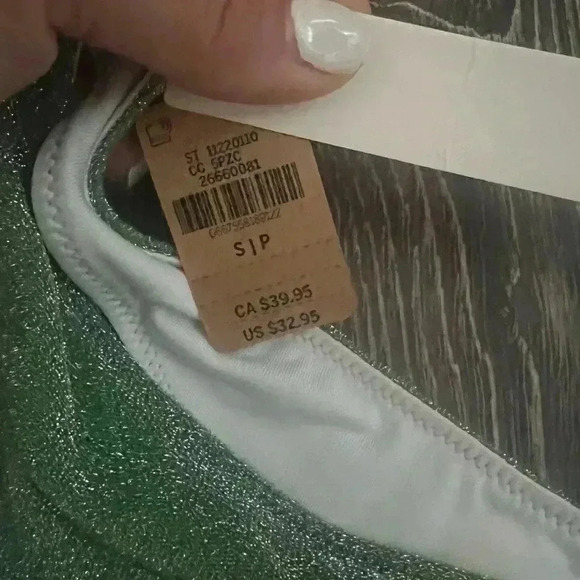 ST 11220110
CC 5PZC
26660081
S|P
CA $39.95
US $32.95